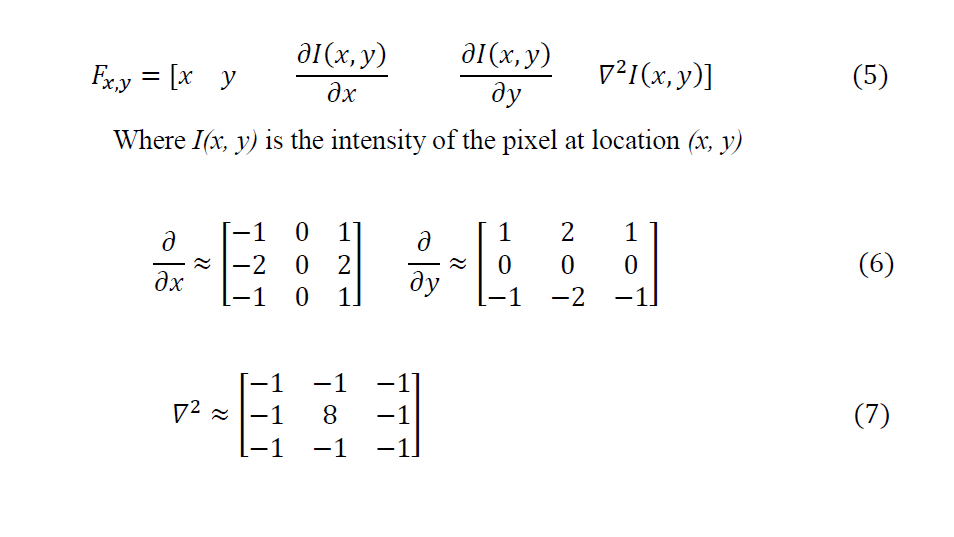 F_{x,y} = [x y ∂I(x, y)/∂x ∂I(x, y)/∂y ∇²I(x, y)] (5)
Where I(x, y) is the intensity of the pixel at location (x, y)
∂/∂x ≈ [−1 0 1; −2 0 2; −1 0 1] ∂/∂y ≈ [1 2 1; 0 0 0; −1 −2 −1] (6)
∇² ≈ [−1 −1 −1; −1 8 −1; −1 −1 −1] (7)